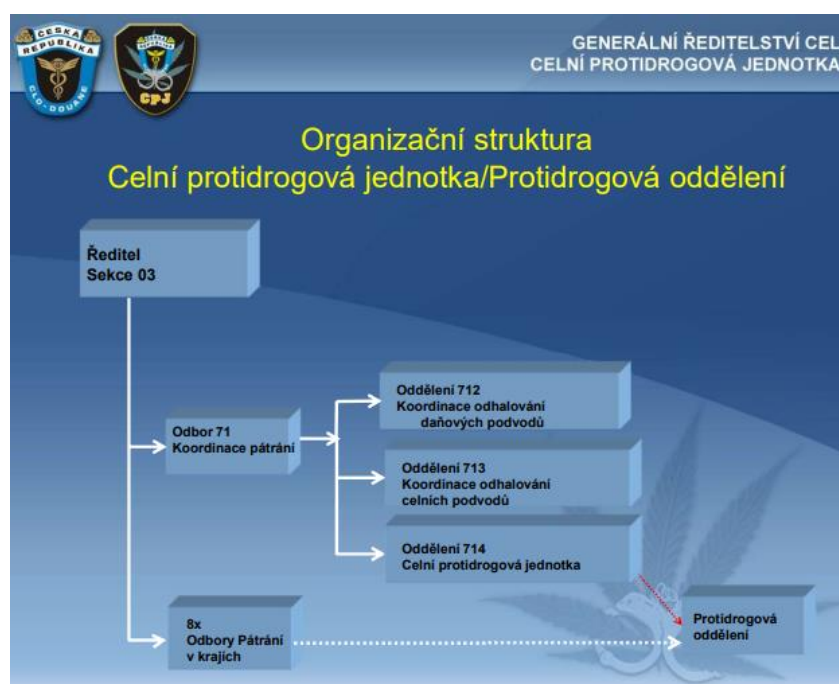 ČESKÁ
REPUBLIKA
CLO-DOUANE
ČESKÁ
REPUBLIKA
CPJ
GENERÁLNÍ ŘEDITELSTVÍ CEL
CELNÍ PROTIDROGOVÁ JEDNOTKA
Organizační struktura
Celní protidrogová jednotka/Protidrogová oddělení
Ředitel
Sekce 03
Oddělení 712
Koordinace odhalování
daňových podvodů
Odbor 71
Koordinace pátrání
Oddělení 713
Koordinace odhalování
celních podvodů
Oddělení 714
Celní protidrogová jednotka
8x
Odbory Pátrání
v krajích
Protidrogová
oddělení